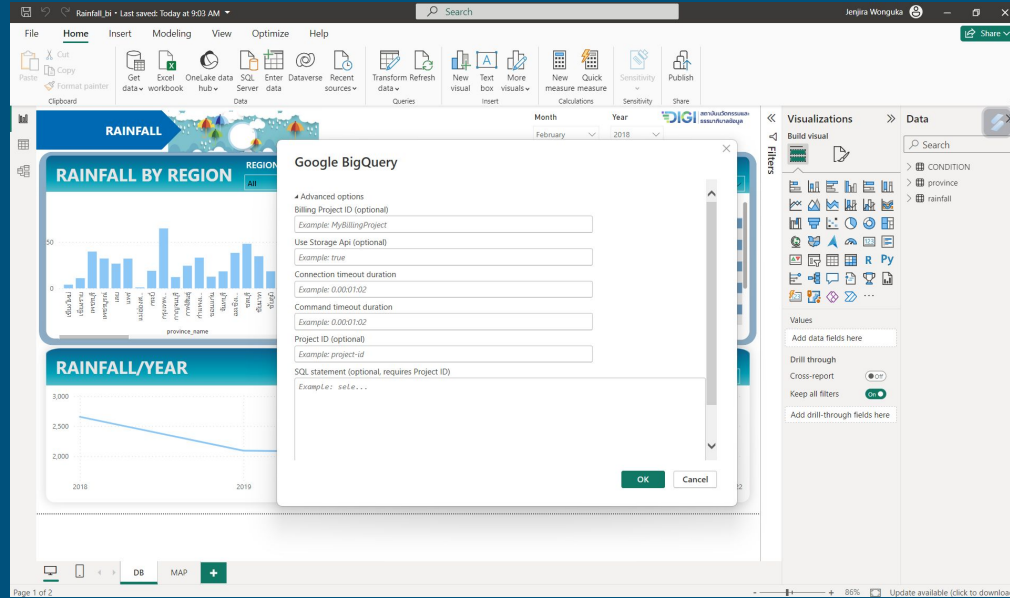 Rainfall_bi • Last saved: Today at 9:03 AM
Search
Jenjira Wonguka
File Home Insert Modeling View Optimize Help
Share
Paste
Cut
Copy
Format painter
Clipboard
Get data
Excel workbook
OneLake data hub
SQL Server
Enter data
Dataverse
Recent sources
Data
Transform data
Refresh
Queries
New visual
Text box
More visuals
Insert
New measure
Quick measure
Calculations
Sensitivity
Sensitivity
Publish
Share
RAINFALL
Month
February
Year
2018
DIGI
RAINFALL BY REGION
REGION
All
50
0
province_name
RAINFALL/YEAR
3,000
2,500
2,000
2018
2019
Google BigQuery
Advanced options
Billing Project ID (optional)
Example: MyBillingProject
Use Storage Api (optional)
Example: true
Connection timeout duration
Example: 0.00:01:02
Command timeout duration
Example: 0.00:01:02
Project ID (optional)
Example: project-id
SQL statement (optional, requires Project ID)
Example: sele...
OK
Cancel
Filters
Visualizations
Build visual
R Py
123
Values
Add data fields here
Drill through
Cross-report
Off
Keep all filters
On
Add drill-through fields here
Data
Search
CONDITION
province
rainfall
DB
MAP
Page 1 of 2
86%
Update available (click to download